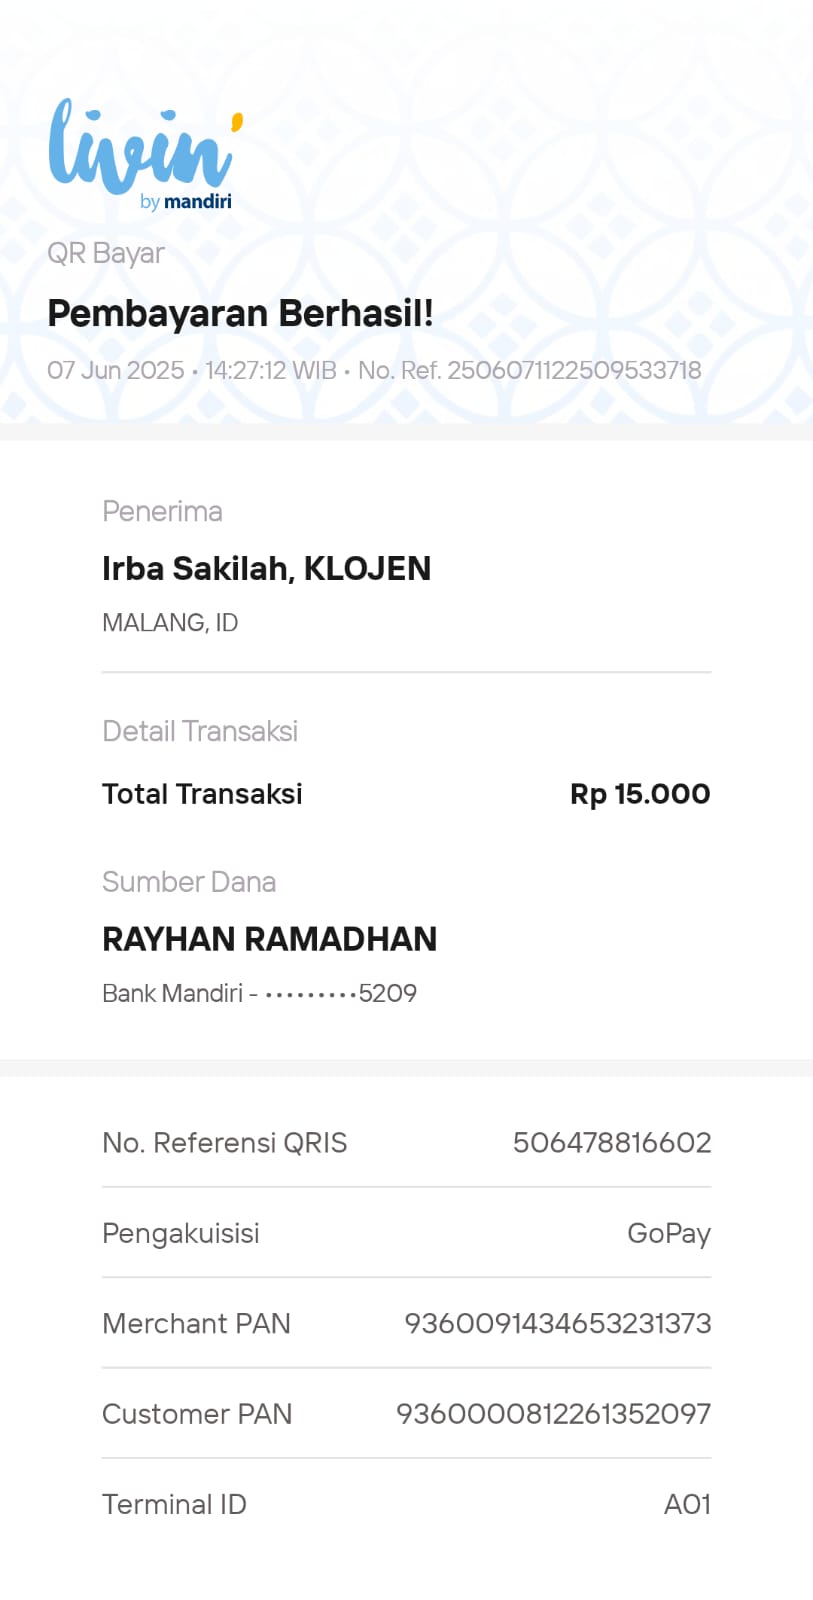 livin'
by mandiri
QR Bayar
Pembayaran Berhasil!
07 Jun 2025 • 14:27:12 WIB • No. Ref. 2506071122509533718
Penerima
Irba Sakilah, KLOJEN
MALANG, ID
Detail Transaksi
Total Transaksi Rp 15.000
Sumber Dana
RAYHAN RAMADHAN
Bank Mandiri - •••••••••5209
No. Referensi QRIS 506478816602
Pengakuisisi GoPay
Merchant PAN 9360091434653231373
Customer PAN 9360000812261352097
Terminal ID A01